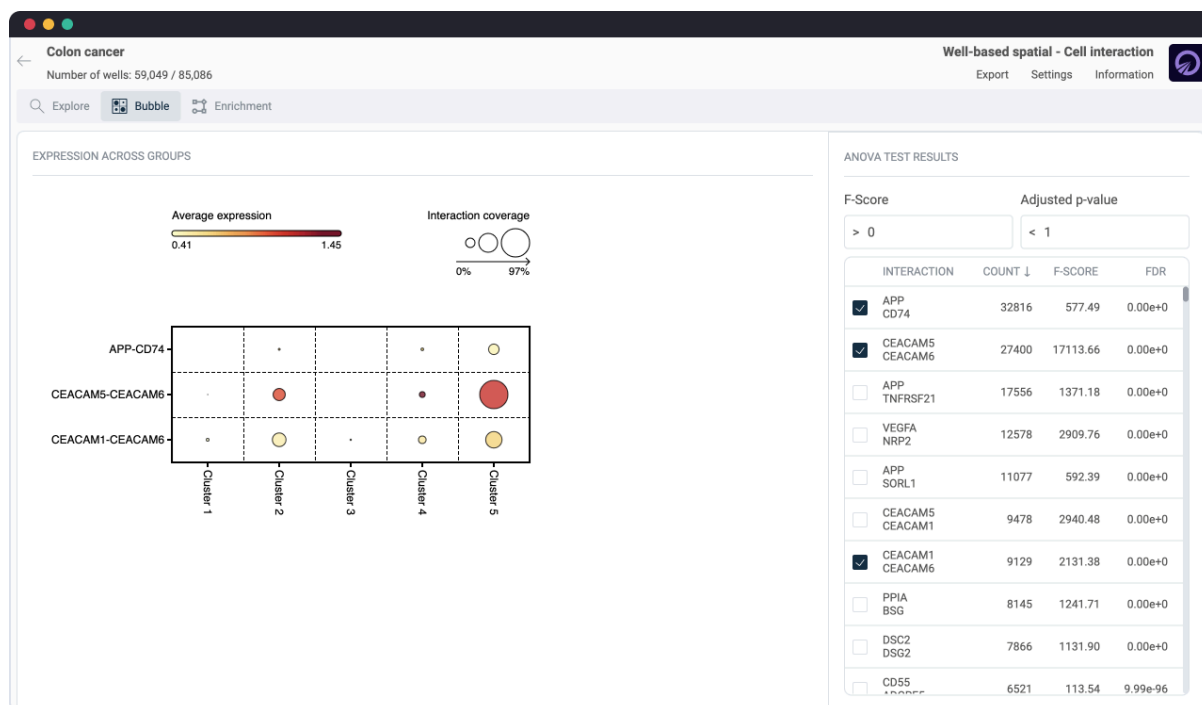 Colon cancer
Well-based spatial - Cell interaction
Number of wells: 59,049 / 85,086
Export Settings Information
Explore Bubble Enrichment
EXPRESSION ACROSS GROUPS
Average expression
0.41 1.45
Interaction coverage
0% 97%
APP-CD74
CEACAM5-CEACAM6
CEACAM1-CEACAM6
Cluster 1
Cluster 2
Cluster 3
Cluster 4
Cluster 5
ANOVA TEST RESULTS
F-Score Adjusted p-value
> 0 < 1
INTERACTION COUNT ↓ F-SCORE FDR
APP
CD74 32816 577.49 0.00e+0
CEACAM5
CEACAM6 27400 17113.66 0.00e+0
APP
TNFRSF21 17556 1371.18 0.00e+0
VEGFA
NRP2 12578 2909.76 0.00e+0
APP
SORL1 11077 592.39 0.00e+0
CEACAM5
CEACAM1 9478 2940.48 0.00e+0
CEACAM1
CEACAM6 9129 2131.38 0.00e+0
PPIA
BSG 8145 1241.71 0.00e+0
DSC2
DSG2 7866 1131.90 0.00e+0
CD55
6521 113.54 9.99e-96